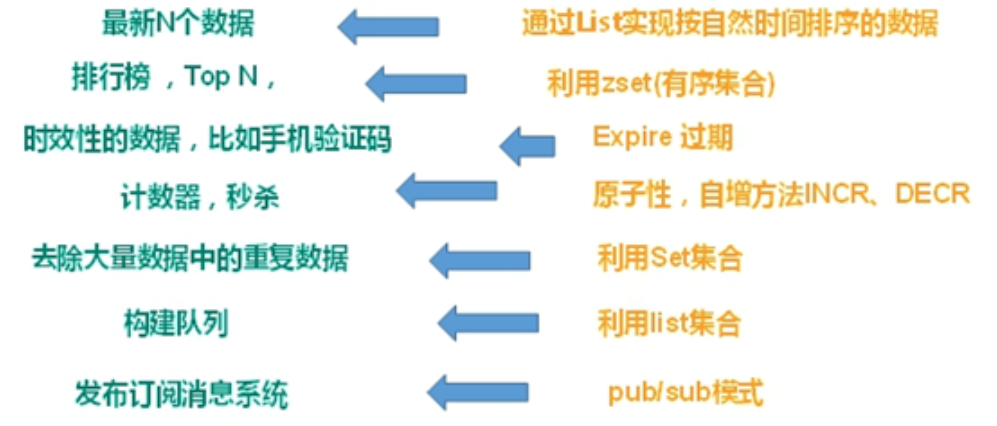 最新N个数据 通过List实现按自然时间排序的数据
排行榜，Top N， 利用zset(有序集合)
时效性的数据，比如手机验证码 Expire 过期
计数器，秒杀 原子性，自增方法INCR、DECR
去除大量数据中的重复数据 利用Set集合
构建队列 利用list集合
发布订阅消息系统 pub/sub模式